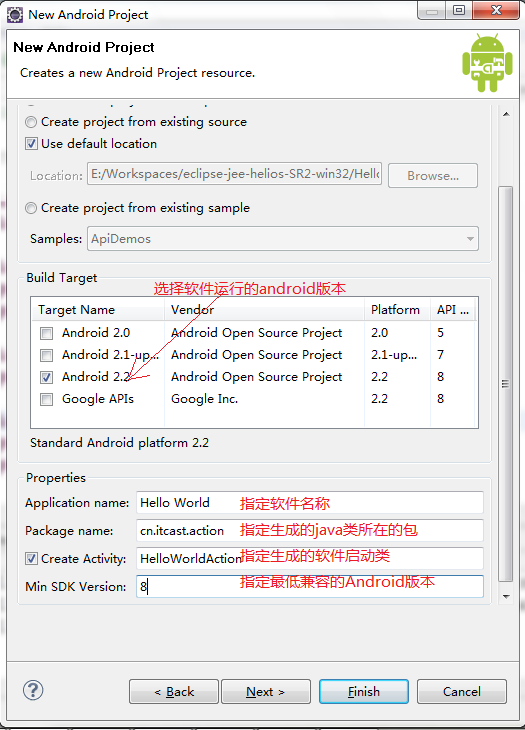 New Android Project
New Android Project
Creates a new Android Project resource.
Create project from existing source
Use default location
Location: E:/Workspaces/eclipse-jee-helios-SR2-win32/Hello Browse...
Create project from existing sample
Samples: ApiDemos
Build Target
选择软件运行的android版本
Target Name Vendor Platform API ...
Android 2.0 Android Open Source Project 2.0 5
Android 2.1-up... Android Open Source Project 2.1-up... 7
Android 2.2 Android Open Source Project 2.2 8
Google APIs Google Inc. 2.2 8
Standard Android platform 2.2
Properties
Application name: Hello World 指定软件名称
Package name: cn.itcast.action 指定生成的java类所在的包
Create Activity: HelloWorldAction 指定生成的软件启动类
Min SDK Version: 8 指定最低兼容的Android版本
? < Back Next > Finish Cancel